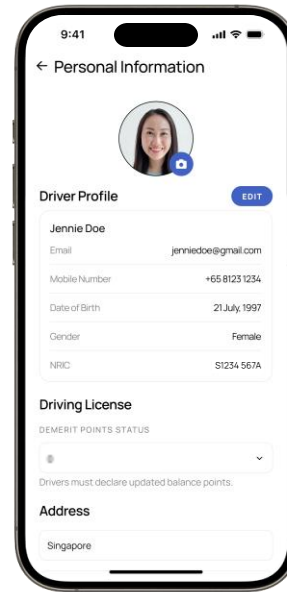 9:41
Personal Information
Driver Profile EDIT
Jennie Doe
Email jenniedoe@gmail.com
Mobile Number +65 8123 1234
Date of Birth 21 July, 1997
Gender Female
NRIC S1234 567A
Driving License
DEMERIT POINTS STATUS
Drivers must declare updated balance points.
Address
Singapore